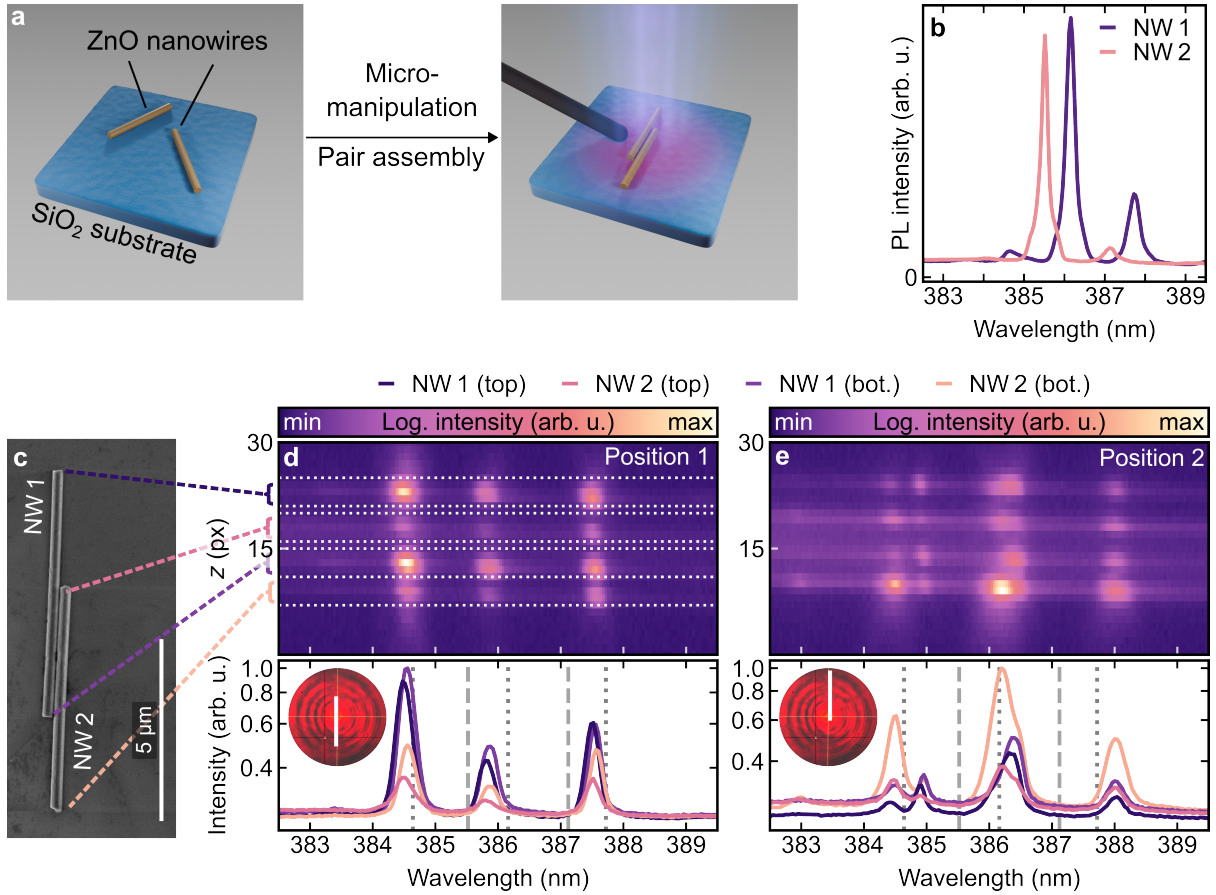 a
ZnO nanowires
SiO₂ substrate
Micro-
manipulation
Pair assembly
b
NW 1
NW 2
PL intensity (arb. u.)
0
383 385 387 389
Wavelength (nm)
NW 1 (top) NW 2 (top) NW 1 (bot.) NW 2 (bot.)
c
NW 1
NW 2
5 µm
min Log. intensity (arb. u.) max
d
Position 1
30
15
z (px)
1.0
0.8
0.6
0.4
Intensity (arb. u.)
383 384 385 386 387 388 389
Wavelength (nm)
min Log. intensity (arb. u.) max
e
Position 2
30
15
1.0
0.8
0.6
0.4
383 384 385 386 387 388 389
Wavelength (nm)